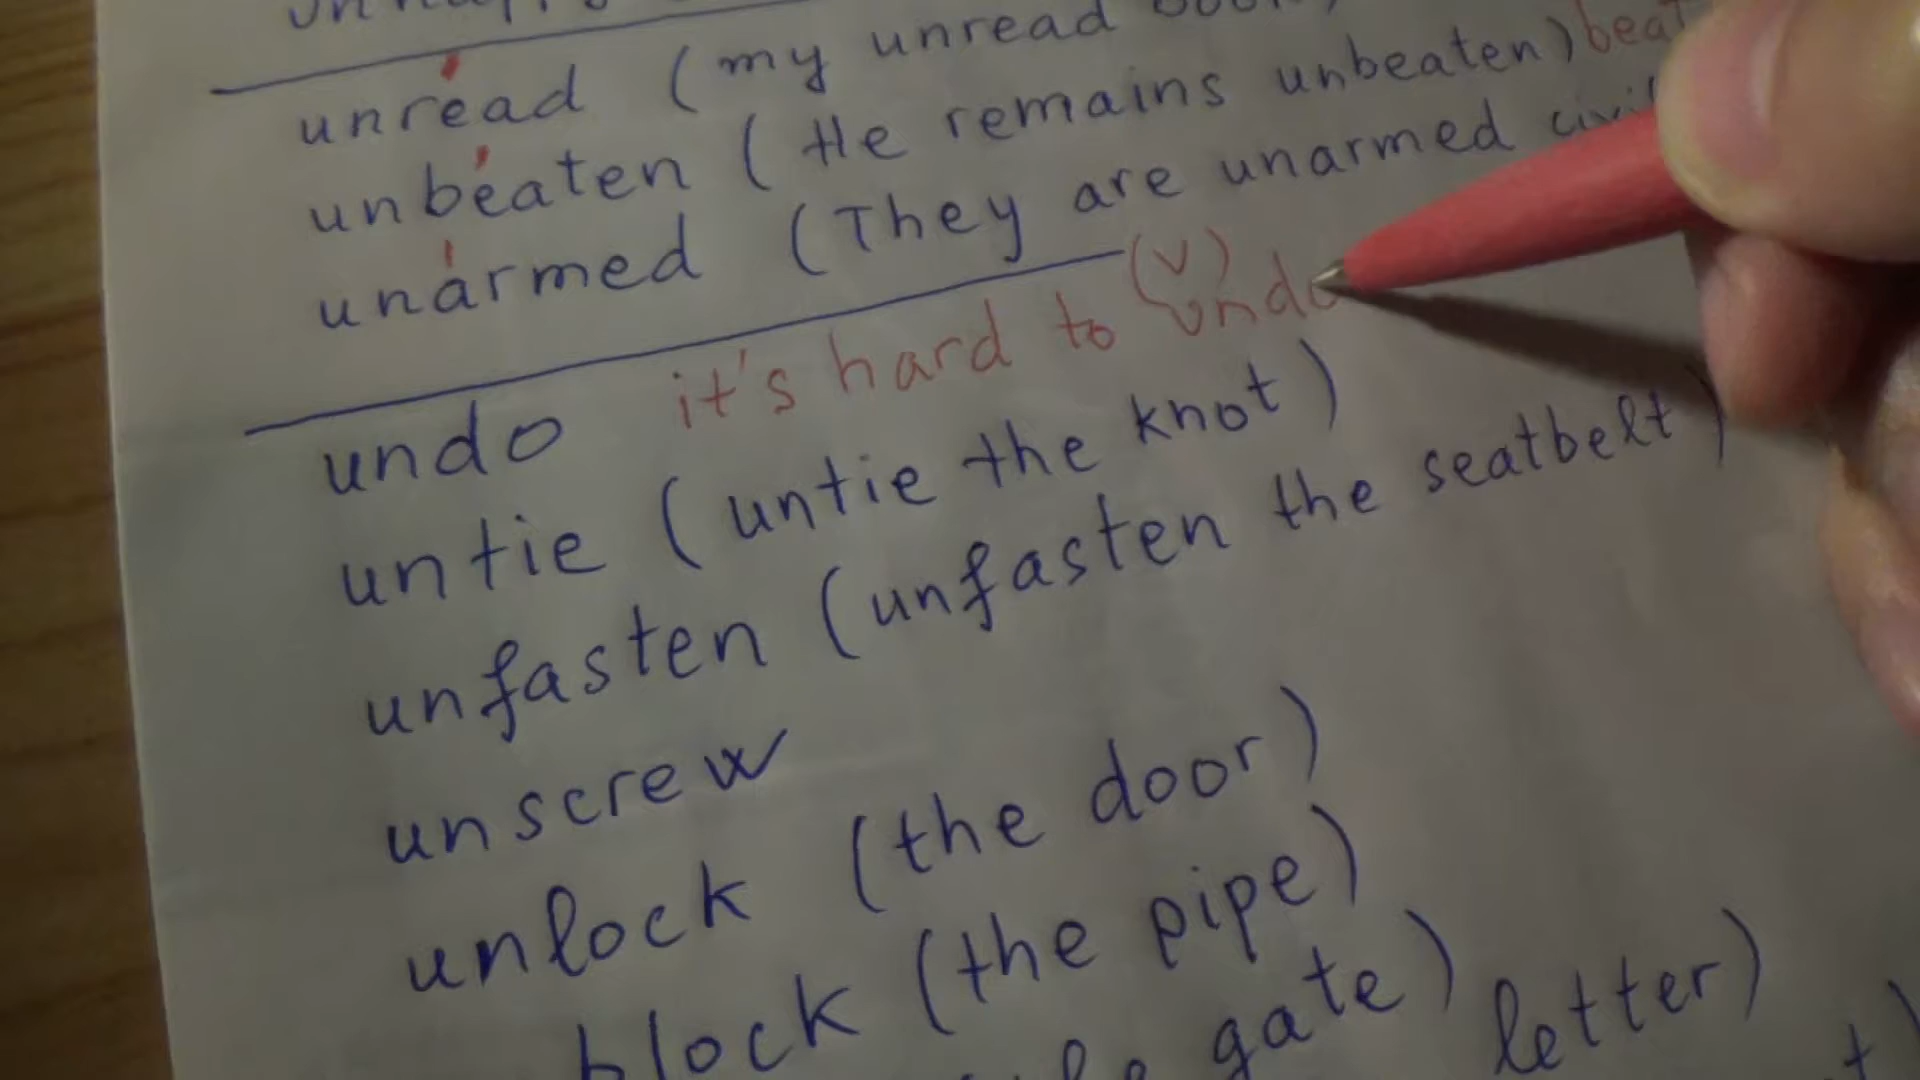 unread (my unread
unbeaten (He remains unbeaten) beat
unarmed (They are unarmed
(v)
undo it's hard to undo
untie (untie the knot)
unfasten (unfasten the seatbelt)
unscrew
unlock (the door)
block (the pipe)
gate)
letter)